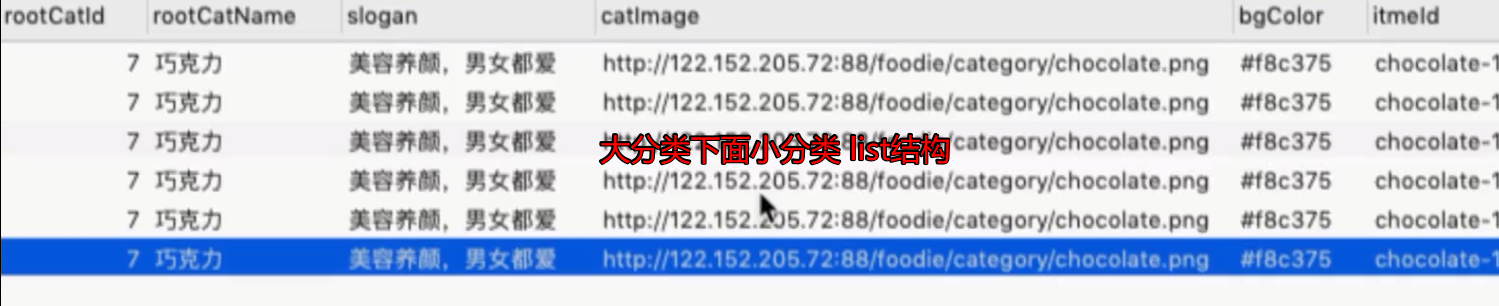 rootCatId rootCatName slogan catImage bgColor itmeId
7 巧克力 美容养颜，男女都爱 http://122.152.205.72:88/foodie/category/chocolate.png #f8c375 chocolate-1
7 巧克力 美容养颜，男女都爱 http://122.152.205.72:88/foodie/category/chocolate.png #f8c375 chocolate-1
7 巧克力 美容养颜，男女都爱 #f8c375 chocolate-1
大分类下面小分类 list结构
7 巧克力 美容养颜，男女都爱 http://122.152.205.72:88/foodie/category/chocolate.png #f8c375 chocolate-1
7 巧克力 美容养颜，男女都爱 http://122.152.205.72:88/foodie/category/chocolate.png #f8c375 chocolate-1
7 巧克力 美容养颜，男女都爱 http://122.152.205.72:88/foodie/category/chocolate.png #f8c375 chocolate-1